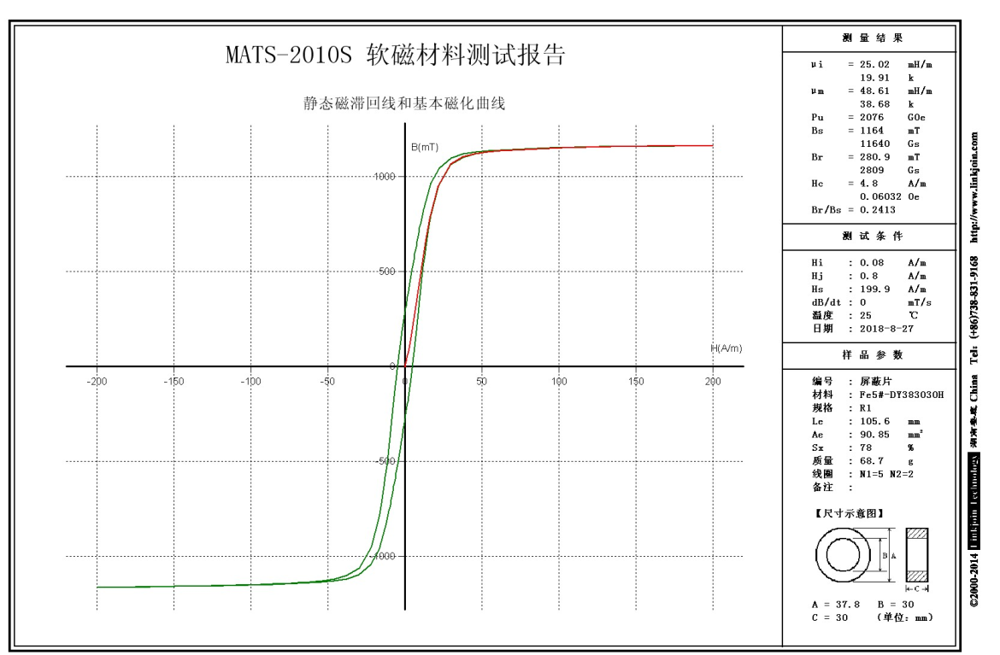 MATS-2010S 软磁材料测试报告
静态磁滞回线和基本磁化曲线
B(mT)
1000
500
0
-500
-1000
H(A/m)
-200 -150 -100 -50 0 50 100 150 200
测 量 结 果
μi = 25.02 mH/m
19.91 k
μm = 48.61 mH/m
38.68 k
Pu = 2076 GOe
Bs = 1164 mT
11640 Gs
Br = 280.9 mT
2809 Gs
Hc = 4.8 A/m
0.06032 Oe
Br/Bs = 0.2413
测 试 条 件
Hi : 0.08 A/m
Hj : 0.8 A/m
Hs : 199.9 A/m
dB/dt : 0 mT/s
温度 : 25 ℃
日期 : 2018-8-27
样 品 参 数
编号 : 屏蔽片
材料 : Fe5#-DY383030H
规格 : R1
Le : 105.6 mm
Ae : 90.85 mm²
Sx : 78 %
质量 : 68.7 g
线圈 : N1=5 N2=2
备注 :
【尺寸示意图】
B A
C
A = 37.8 B = 30
C = 30 (单位: mm)
©2000-2014 Linkjoin Technology 湖南 China Tel: (+86)738-831-9168 http://www.linkjoin.com